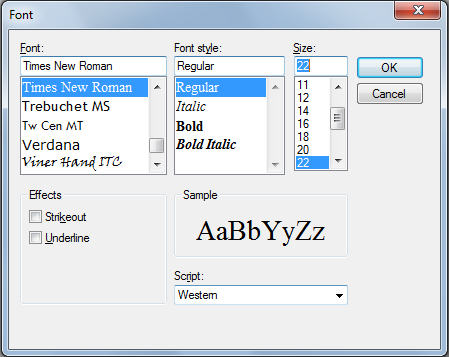 Font
Font:
Times New Roman
Times New Roman
Trebuchet MS
Tw Cen MT
Verdana
Viner Hand ITC
Font style:
Regular
Regular
Italic
Bold
Bold Italic
Size:
22
11
12
14
16
18
20
22
OK
Cancel
Effects
Strikeout
Underline
Sample
AaBbYyZz
Script:
Western